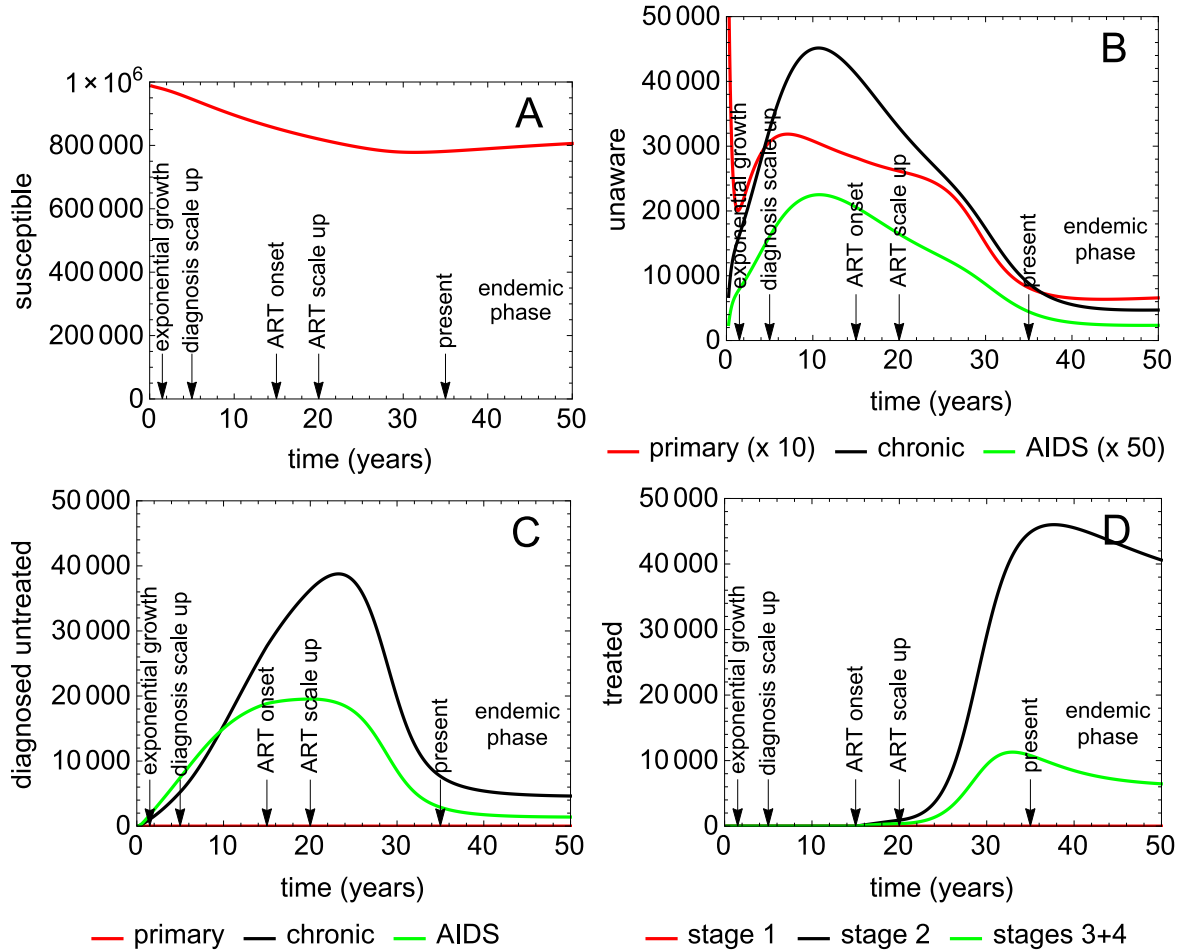 A
susceptible
1 × 10⁶
800 000
600 000
400 000
200 000
0
exponential growth
diagnosis scale up
ART onset
ART scale up
present
endemic
phase
0 10 20 30 40 50
time (years)
B
unaware
50 000
40 000
30 000
20 000
10 000
0
exponential growth
diagnosis scale up
ART onset
ART scale up
present
endemic
phase
0 10 20 30 40 50
time (years)
primary (x 10) chronic AIDS (x 50)
C
diagnosed untreated
50 000
40 000
30 000
20 000
10 000
0
exponential growth
diagnosis scale up
ART onset
ART scale up
present
endemic
phase
0 10 20 30 40 50
time (years)
primary chronic AIDS
D
treated
50 000
40 000
30 000
20 000
10 000
0
exponential growth
diagnosis scale up
ART onset
ART scale up
present
endemic
phase
0 10 20 30 40 50
time (years)
stage 1 stage 2 stages 3+4